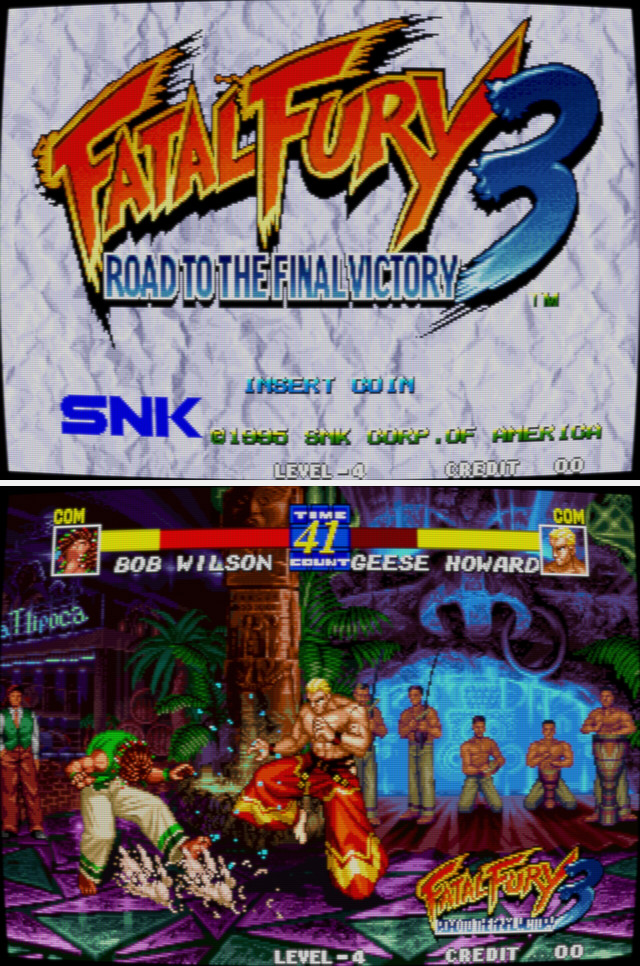 FATAL FURY 3
ROAD TO THE FINAL VICTORY
TM
INSERT COIN
SNK
©1995 SNK CORP. OF AMERICA
LEVEL-4 CREDIT 00
COM TIME COM
41
BOB WILSON COUNT GEESE HOWARD
FATAL FURY 3
LEVEL-4 CREDIT 00